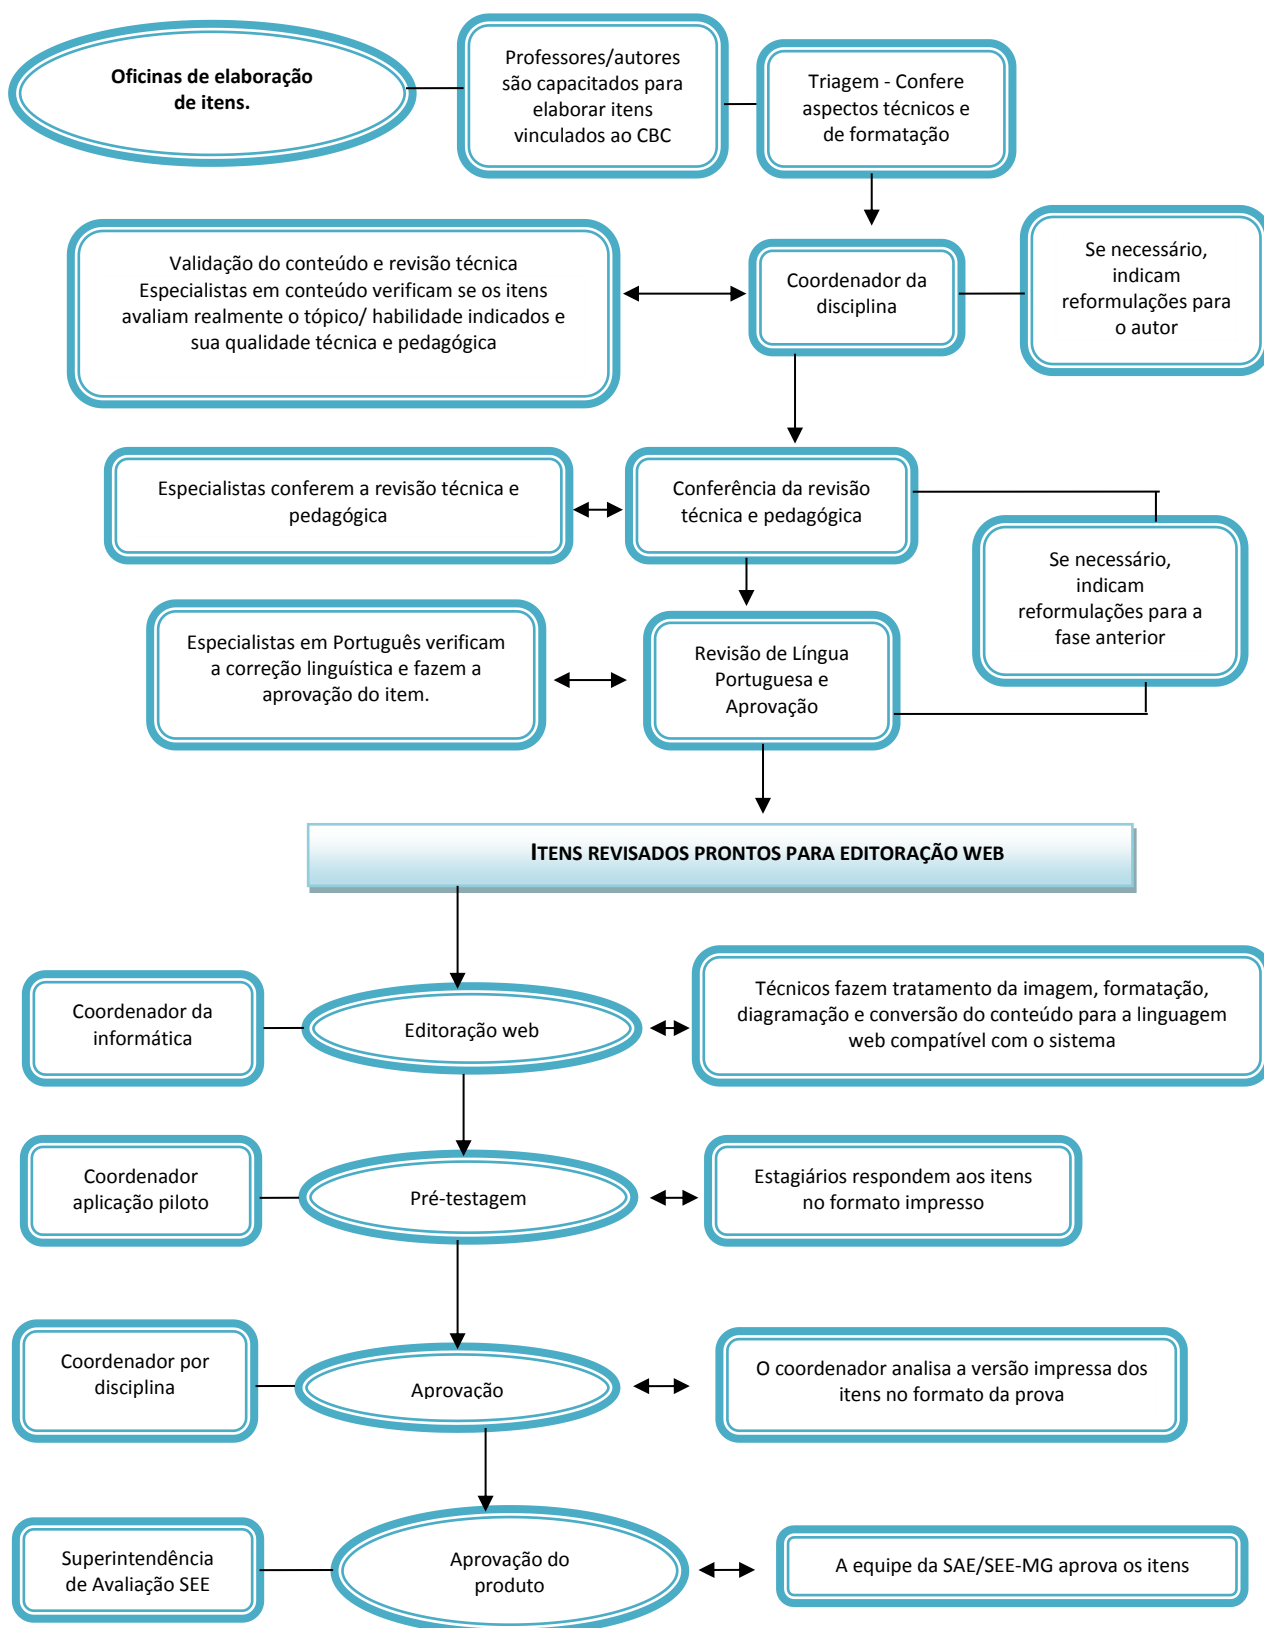 Oficinas de elaboração
de itens.
Professores/autores
são capacitados para
elaborar itens
vinculados ao CBC
Triagem - Confere
aspectos técnicos e
de formatação
Validação do conteúdo e revisão técnica
Especialistas em conteúdo verificam se os itens
avaliam realmente o tópico/ habilidade indicados e
sua qualidade técnica e pedagógica
Coordenador da
disciplina
Se necessário,
indicam
reformulações para
o autor
Especialistas conferem a revisão técnica e
pedagógica
Conferência da revisão
técnica e pedagógica
Se necessário,
indicam
reformulações para a
fase anterior
Especialistas em Português verificam
a correção linguística e fazem a
aprovação do item.
Revisão de Língua
Portuguesa e
Aprovação
ITENS REVISADOS PRONTOS PARA EDITORAÇÃO WEB
Coordenador da
informática
Editoração web
Técnicos fazem tratamento da imagem, formatação,
diagramação e conversão do conteúdo para a linguagem
web compatível com o sistema
Coordenador
aplicação piloto
Pré-testagem
Estagiários respondem aos itens
no formato impresso
Coordenador por
disciplina
Aprovação
O coordenador analisa a versão impressa dos
itens no formato da prova
Superintendência
de Avaliação SEE
Aprovação do
produto
A equipe da SAE/SEE-MG aprova os itens